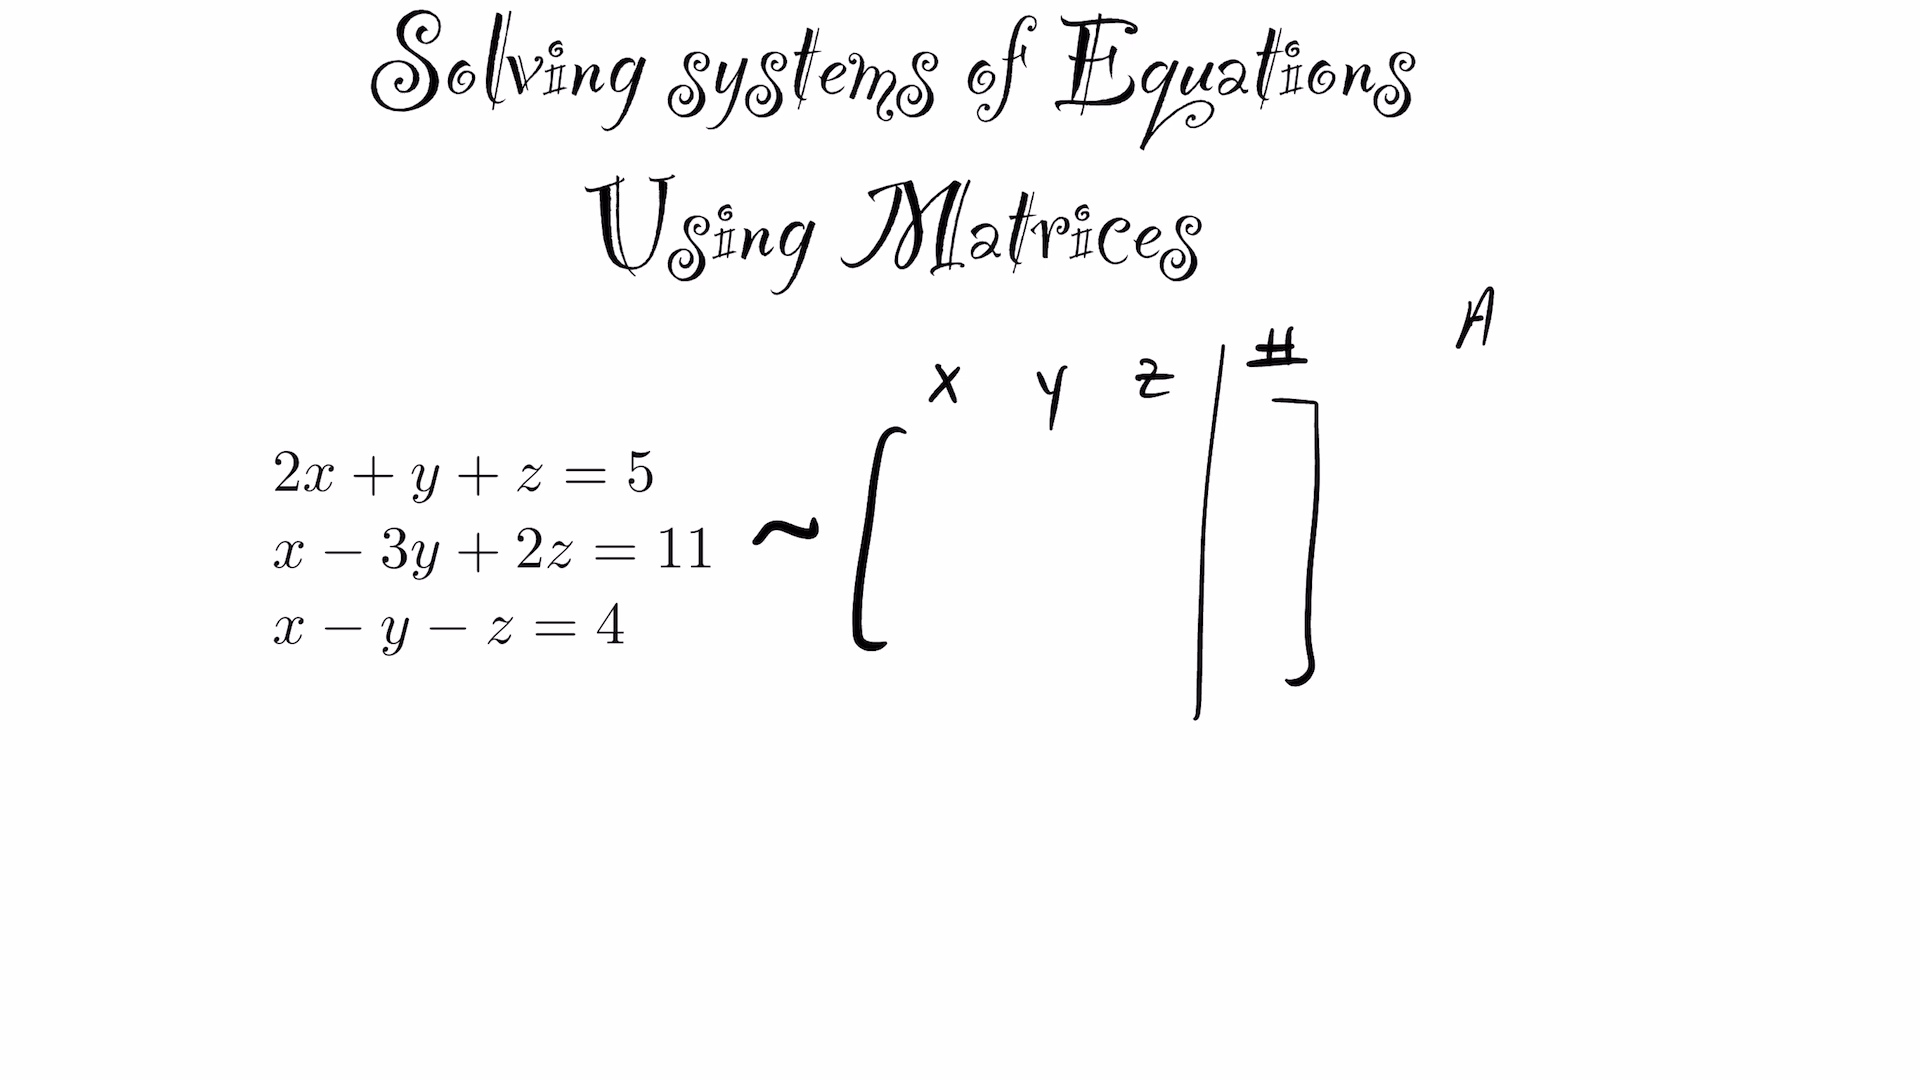 Solving systems of Equations
Using Matrices
A
x y z | #
2x + y + z = 5
x − 3y + 2z = 11
x − y − z = 4
~ [ ]